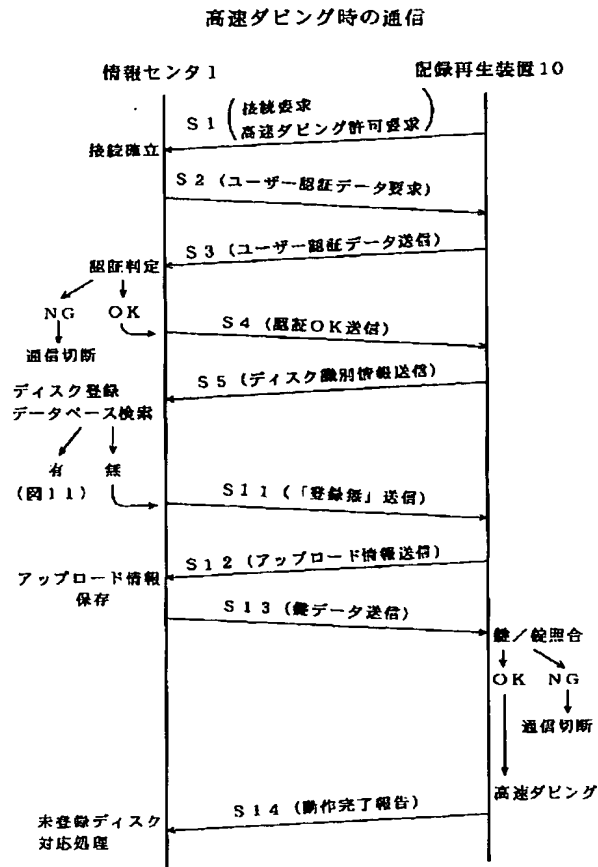 高速ダビング時の通信
情報センタ1
記録再生装置10
S1
接続要求
高速ダビング許可要求
接続確立
S2(ユーザー認証データ要求)
S3(ユーザー認証データ送信)
認証判定
NG OK
S4(認証OK送信)
通信切断
S5(ディスク識別情報送信)
ディスク登録
データベース検索
有 無
(図11)
S11(「登録無」送信)
S12(アップロード情報送信)
アップロード情報
保存
S13(鍵データ送信)
鍵/錠照合
OK NG
通信切断
高速ダビング
S14(動作完了報告)
未登録ディスク
対応処理